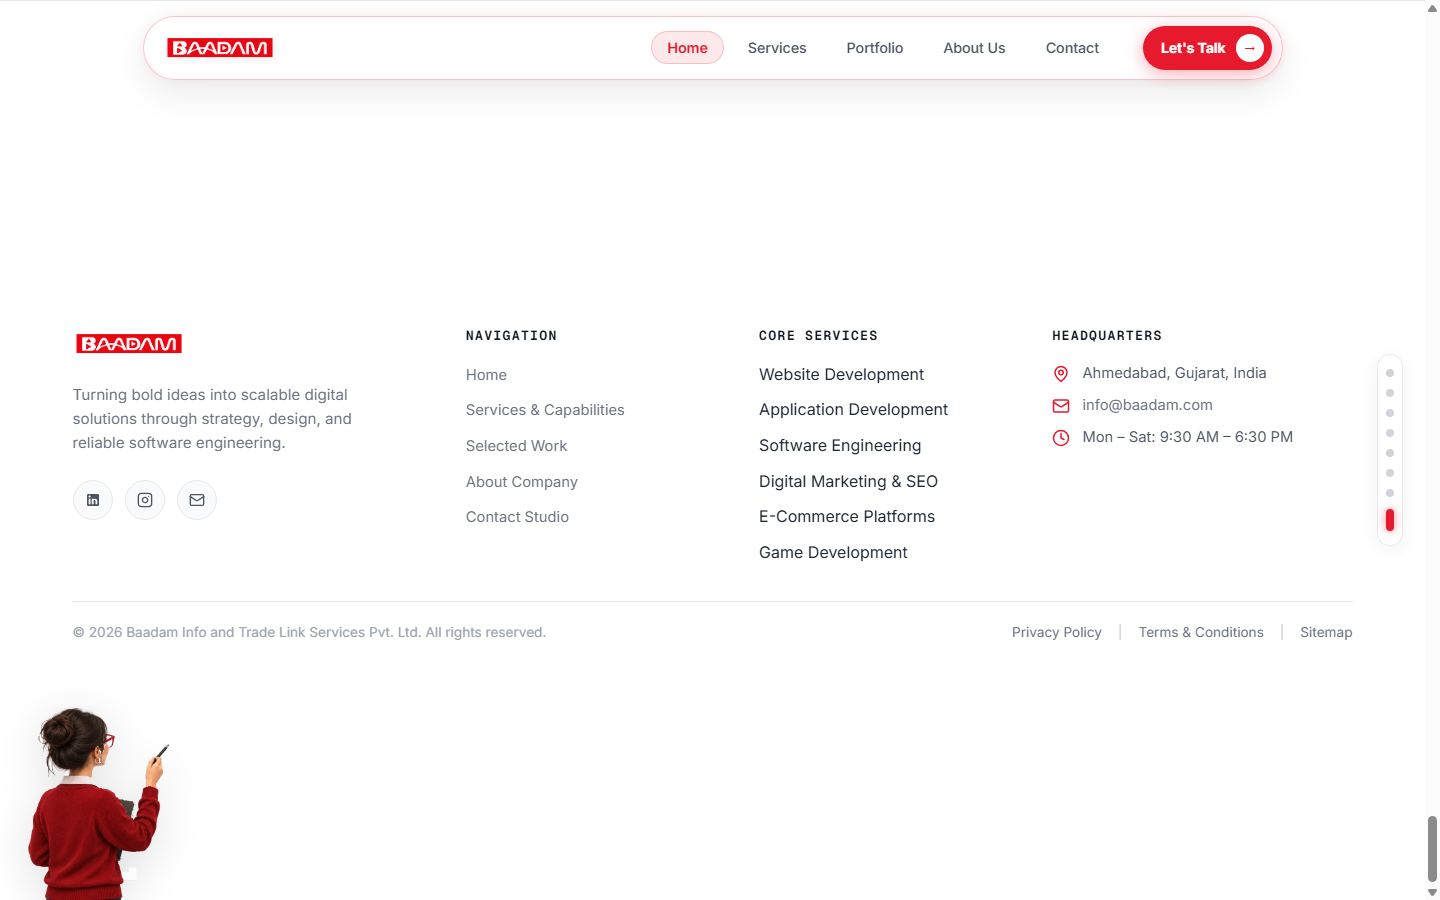 BAADAM
Home
Services
Portfolio
About Us
Contact
Let's Talk →
BAADAM
Turning bold ideas into scalable digital
solutions through strategy, design, and
reliable software engineering.
NAVIGATION
Home
Services & Capabilities
Selected Work
About Company
Contact Studio
CORE SERVICES
Website Development
Application Development
Software Engineering
Digital Marketing & SEO
E-Commerce Platforms
Game Development
HEADQUARTERS
Ahmedabad, Gujarat, India
info@baadam.com
Mon – Sat: 9:30 AM – 6:30 PM
© 2026 Baadam Info and Trade Link Services Pvt. Ltd. All rights reserved.
Privacy Policy
Terms & Conditions
Sitemap